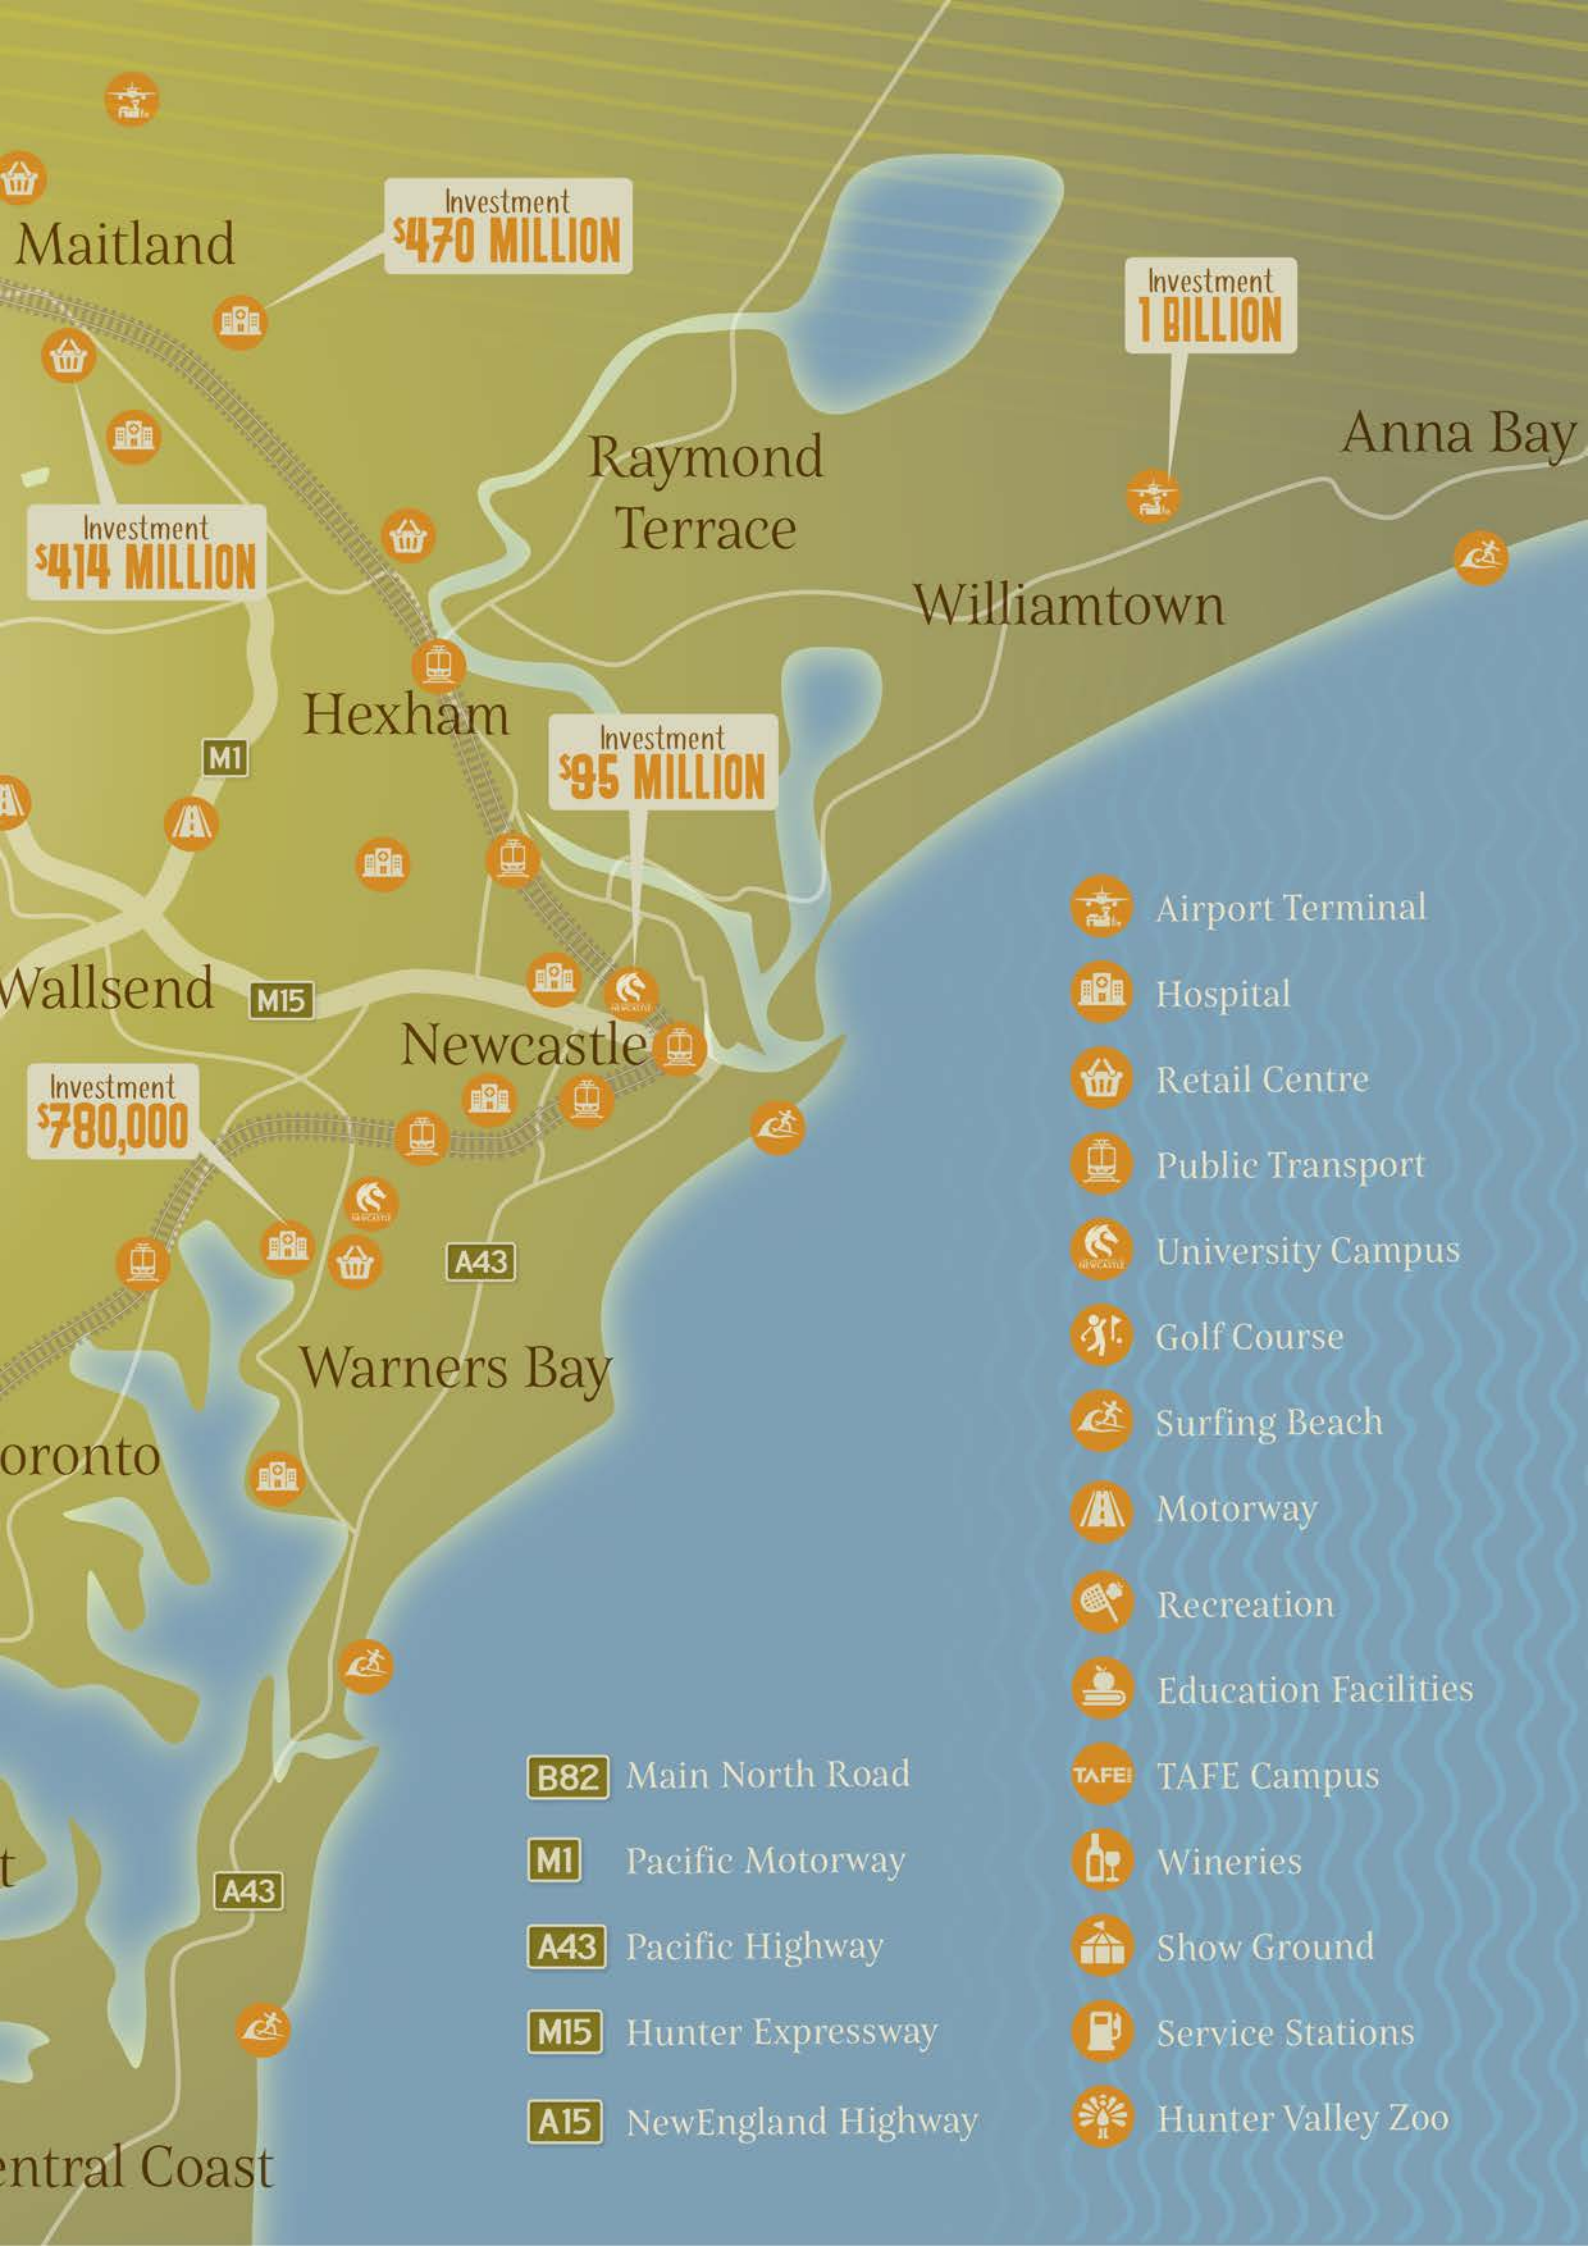 Maitland
Investment
$470 MILLION
Investment
1 BILLION
Anna Bay
Raymond
Terrace
Investment
$414 MILLION
Williamtown
Hexham
Investment
$95 MILLION
M1
Wallsend
M15
Newcastle
Investment
$780,000
A43
Warners Bay
oronto
t
A43
entral Coast
B82 Main North Road
M1 Pacific Motorway
A43 Pacific Highway
M15 Hunter Expressway
A15 NewEngland Highway
Airport Terminal
Hospital
Retail Centre
Public Transport
NEWCASTLE University Campus
Golf Course
Surfing Beach
Motorway
Recreation
Education Facilities
TAFE TAFE Campus
Wineries
Show Ground
Service Stations
Hunter Valley Zoo